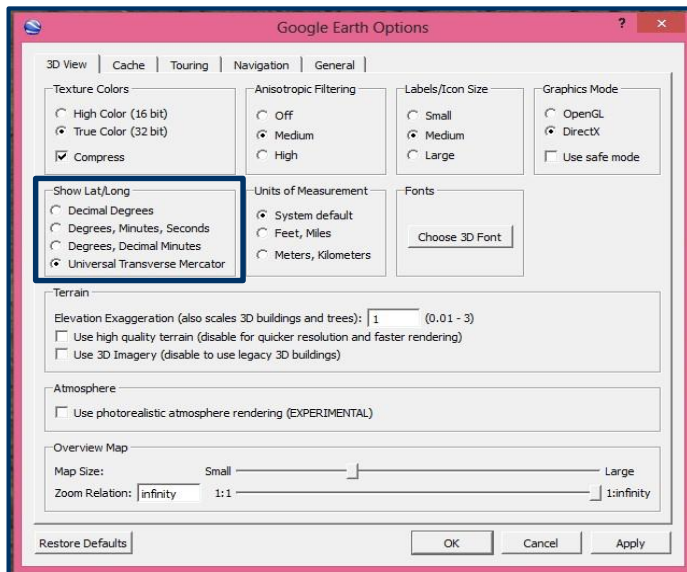 Google Earth Options
?
3D View Cache Touring Navigation General
Texture Colors
High Color (16 bit)
True Color (32 bit)
Compress
Anisotropic Filtering
Off
Medium
High
Labels/Icon Size
Small
Medium
Large
Graphics Mode
OpenGL
DirectX
Use safe mode
Show Lat/Long
Decimal Degrees
Degrees, Minutes, Seconds
Degrees, Decimal Minutes
Universal Transverse Mercator
Units of Measurement
System default
Feet, Miles
Meters, Kilometers
Fonts
Choose 3D Font
Terrain
Elevation Exaggeration (also scales 3D buildings and trees): 1 (0.01 - 3)
Use high quality terrain (disable for quicker resolution and faster rendering)
Use 3D Imagery (disable to use legacy 3D buildings)
Atmosphere
Use photorealistic atmosphere rendering (EXPERIMENTAL)
Overview Map
Map Size: Small Large
Zoom Relation: infinity 1:1 1:infinity
Restore Defaults OK Cancel Apply